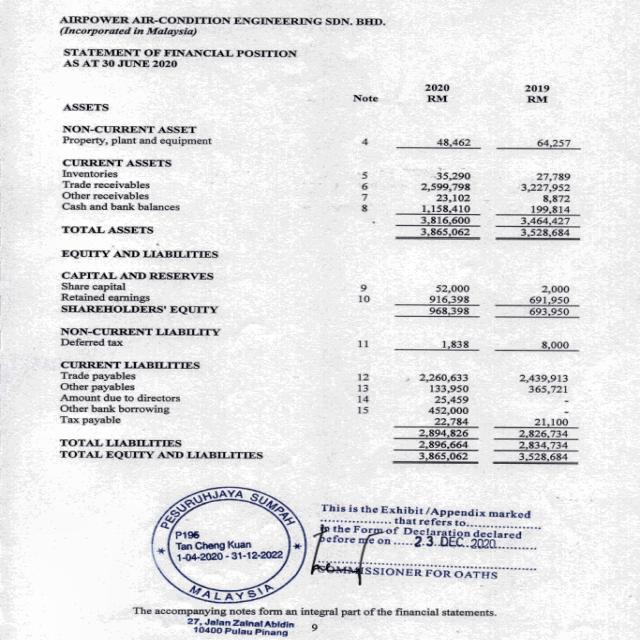 AIRPOWER AIR-CONDITION ENGINEERING SDN. BHD.
(Incorporated in Malaysia)
STATEMENT OF FINANCIAL POSITION
AS AT 30 JUNE 2020
2020 2019
Note RM RM
ASSETS
NON-CURRENT ASSET
Property, plant and equipment 4 48,462 64,257
CURRENT ASSETS
Inventories 5 35,290 27,789
Trade receivables 6 2,599,798 3,227,952
Other receivables 7 23,102 8,872
Cash and bank balances 8 1,158,410 199,814
3,816,600 3,464,427
TOTAL ASSETS 3,865,062 3,528,684
EQUITY AND LIABILITIES
CAPITAL AND RESERVES
Share capital 9 52,000 2,000
Retained earnings 10 916,398 691,950
SHAREHOLDERS' EQUITY 968,398 693,950
NON-CURRENT LIABILITY
Deferred tax 11 1,838 8,000
CURRENT LIABILITIES
Trade payables 12 2,260,633 2,439,913
Other payables 13 133,950 365,721
Amount due to directors 14 25,459 -
Other bank borrowing 15 452,000 -
Tax payable 22,784 21,100
2,894,826 2,826,734
TOTAL LIABILITIES 2,896,664 2,834,734
TOTAL EQUITY AND LIABILITIES 3,865,062 3,528,684
PESURUHJAYA SUMPAH
P196
Tan Cheng Kuan
1-04-2020 - 31-12-2022
MALAYSIA
This is the Exhibit /Appendix marked
.................. that refers to..................
in the Form of Declaration declared
before me on ..... 23 DEC 2020
COMMISSIONER FOR OATHS
The accompanying notes form an integral part of the financial statements.
27, Jalan Zainal Abidin
10400 Pulau Pinang
9